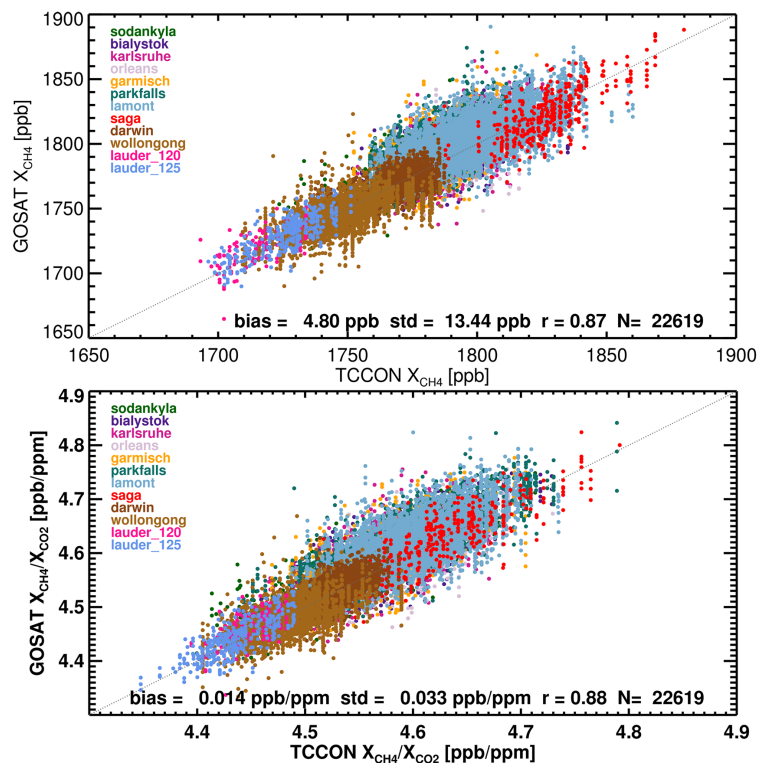 1900
1850
1800
1750
1700
1650
GOSAT XCH4 [ppb]
sodankyla
bialystok
karlsruhe
orleans
garmisch
parkfalls
lamont
saga
darwin
wollongong
lauder_120
lauder_125
bias = 4.80 ppb std = 13.44 ppb r = 0.87 N= 22619
1650 1700 1750 1800 1850 1900
TCCON XCH4 [ppb]
4.9
4.8
4.7
4.6
4.5
4.4
GOSAT XCH4/XCO2 [ppb/ppm]
sodankyla
bialystok
karlsruhe
orleans
garmisch
parkfalls
lamont
saga
darwin
wollongong
lauder_120
lauder_125
bias = 0.014 ppb/ppm std = 0.033 ppb/ppm r = 0.88 N= 22619
4.4 4.5 4.6 4.7 4.8 4.9
TCCON XCH4/XCO2 [ppb/ppm]